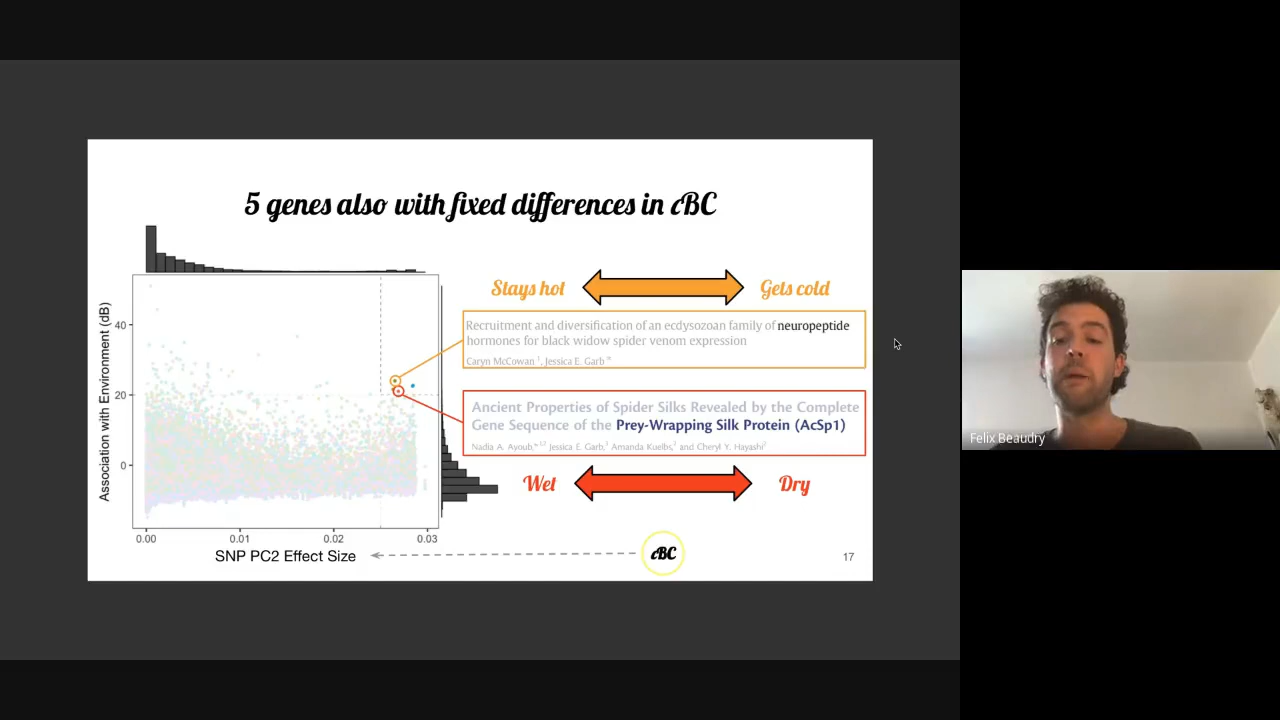 5 genes also with fixed differences in cBC
Stays hot
Gets cold
Recruitment and diversification of an ecdysozoan family of neuropeptide
hormones for black widow spider venom expression
Caryn McCowan 1, Jessica E. Garb
Ancient Properties of Spider Silks Revealed by the Complete
Gene Sequence of the Prey-Wrapping Silk Protein (AcSp1)
Nadia A. Ayoub, Jessica E. Garb, Amanda Kuelbs, and Cheryl Y. Hayashi
Wet
Dry
Association with Environment (dB)
40
20
0
0.00
0.01
0.02
0.03
SNP PC2 Effect Size
cBC
17
Felix Beaudry